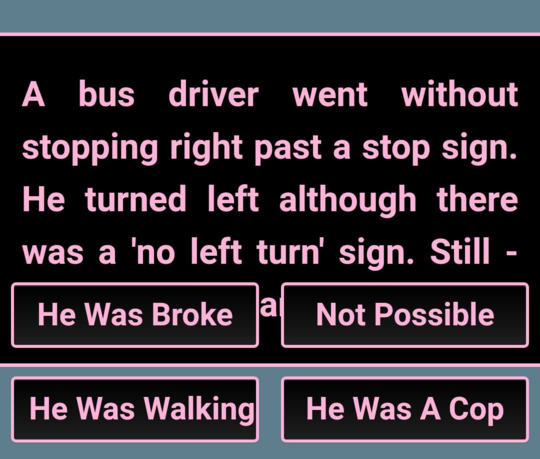 A bus driver went without
stopping right past a stop sign.
He turned left although there
was a 'no left turn' sign. Still -
He Was Broke
Not Possible
He Was Walking
He Was A Cop